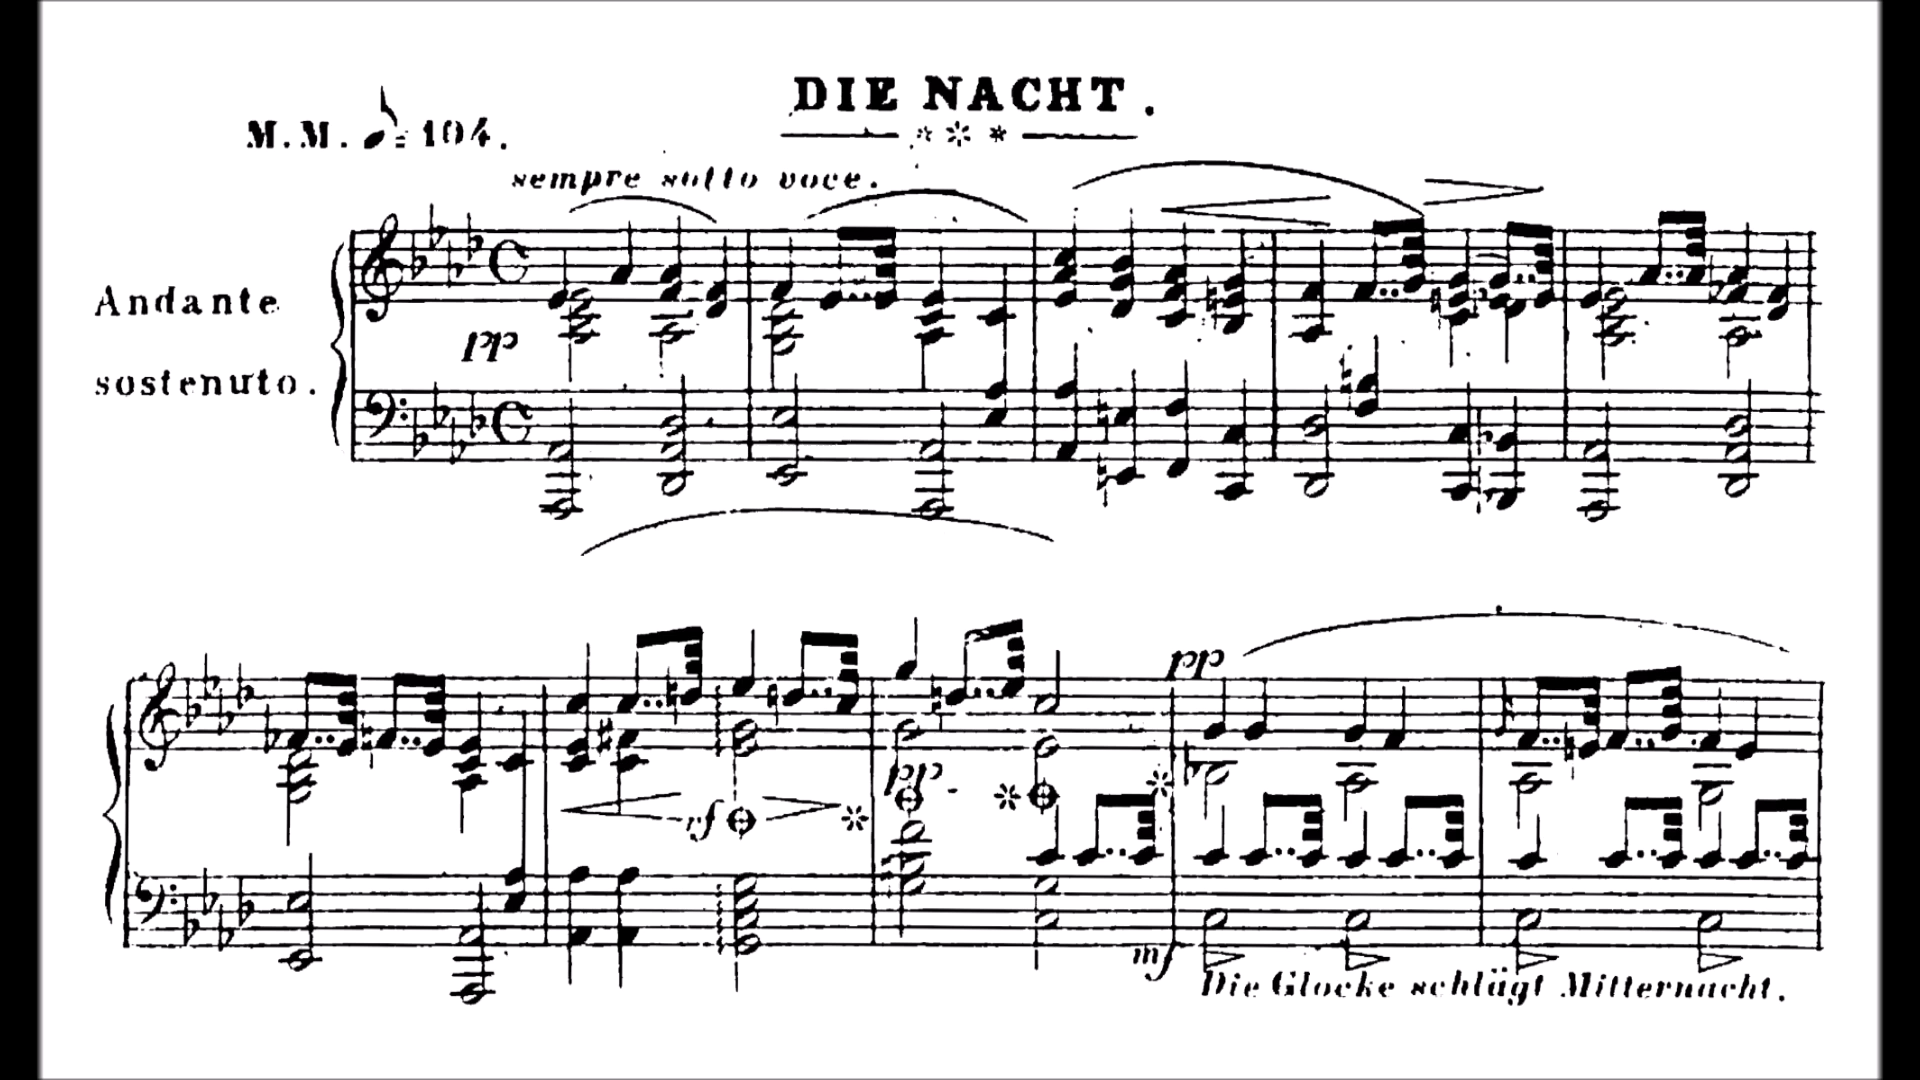 DIE NACHT.
M.M. ♪= 104.
sempre sotto voce.
Andante
sostenuto.
pp
pp
rf
pp
mf
Die Glocke schlägt Mitternacht.